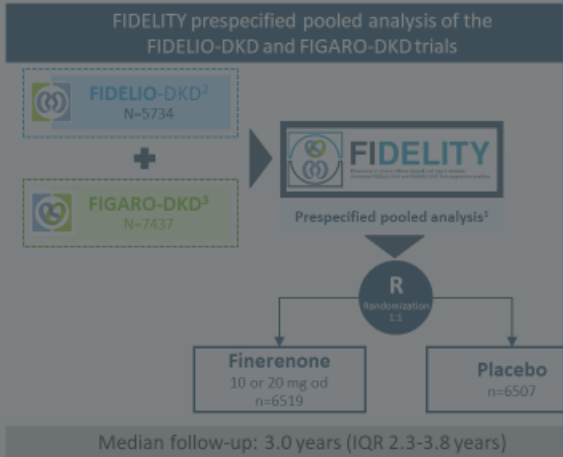 FIDELITY prespecified pooled analysis of the
FIDELIO-DKD and FIGARO-DKD trials
FIDELIO-DKD²
N=5734
FIGARO-DKD³
N=7437
FIDELITY
Prespecified pooled analysis¹
R
Randomization
1:1
Finerenone
10 or 20 mg od
n=6519
Placebo
n=6507
Median follow-up: 3.0 years (IQR 2.3-3.8 years)